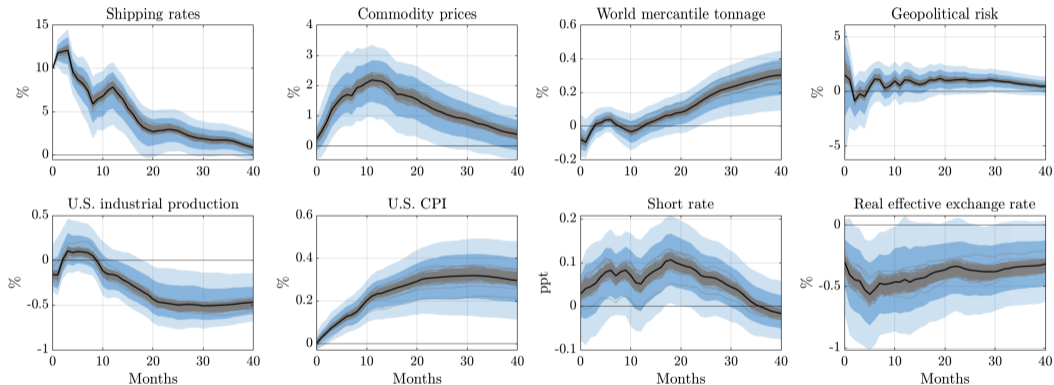 Shipping rates
%
15
10
5
0
0 10 20 30 40
Commodity prices
%
4
3
2
1
0
0 10 20 30 40
World mercantile tonnage
%
0.6
0.4
0.2
0
-0.2
0 10 20 30 40
Geopolitical risk
%
5
0
-5
0 10 20 30 40
U.S. industrial production
%
0.5
0
-0.5
-1
0 10 20 30 40
Months
U.S. CPI
%
0.6
0.4
0.2
0
0 10 20 30 40
Months
Short rate
ppt
0.2
0.1
0
-0.1
0 10 20 30 40
Months
Real effective exchange rate
%
0
-0.5
-1
0 10 20 30 40
Months